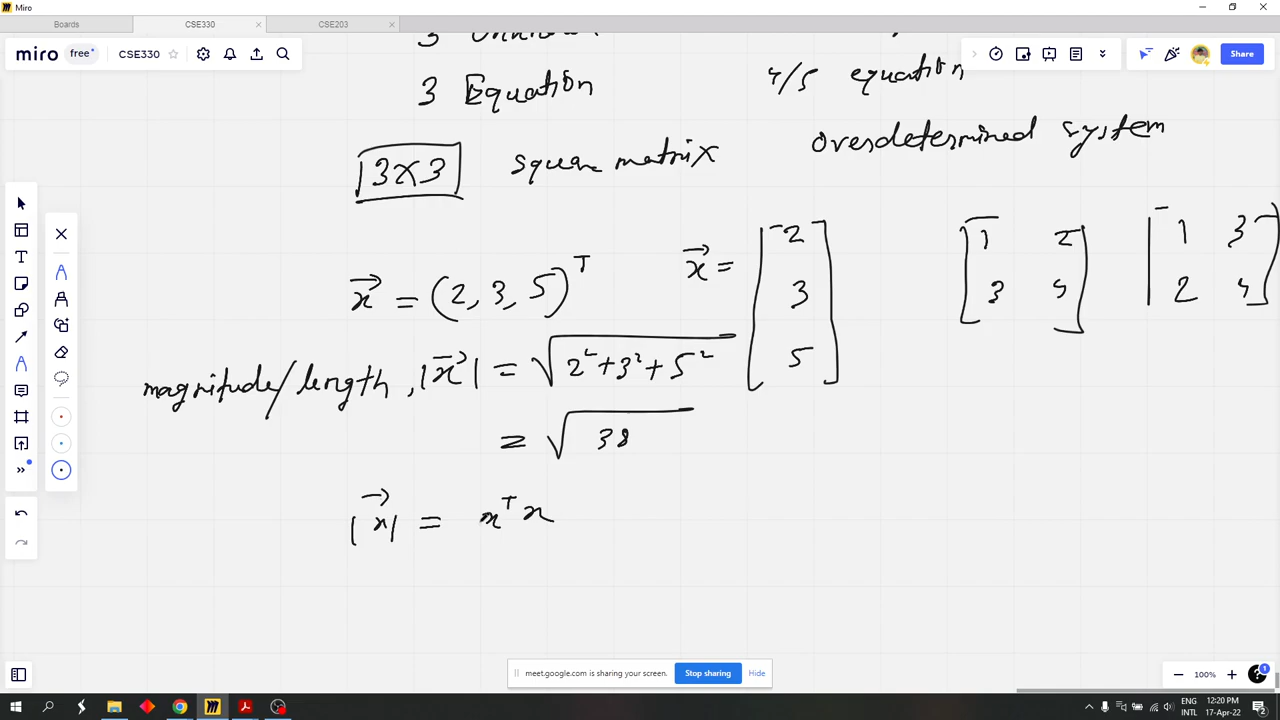 Miro
Boards CSE330 CSE203
miro free CSE330 Share
3 Equation 4/5 equation
3x3 square matrix overdetermined system
x = (2, 3, 5)^T x = [2 3 5] [1 2 3 4] [1 3 2 4]
magnitude/length, |x| = √2²+3²+5²
= √38
|x| = x^T x
meet.google.com is sharing your screen. Stop sharing Hide
100%
ENG 12:20 PM
INTL 17-Apr-22